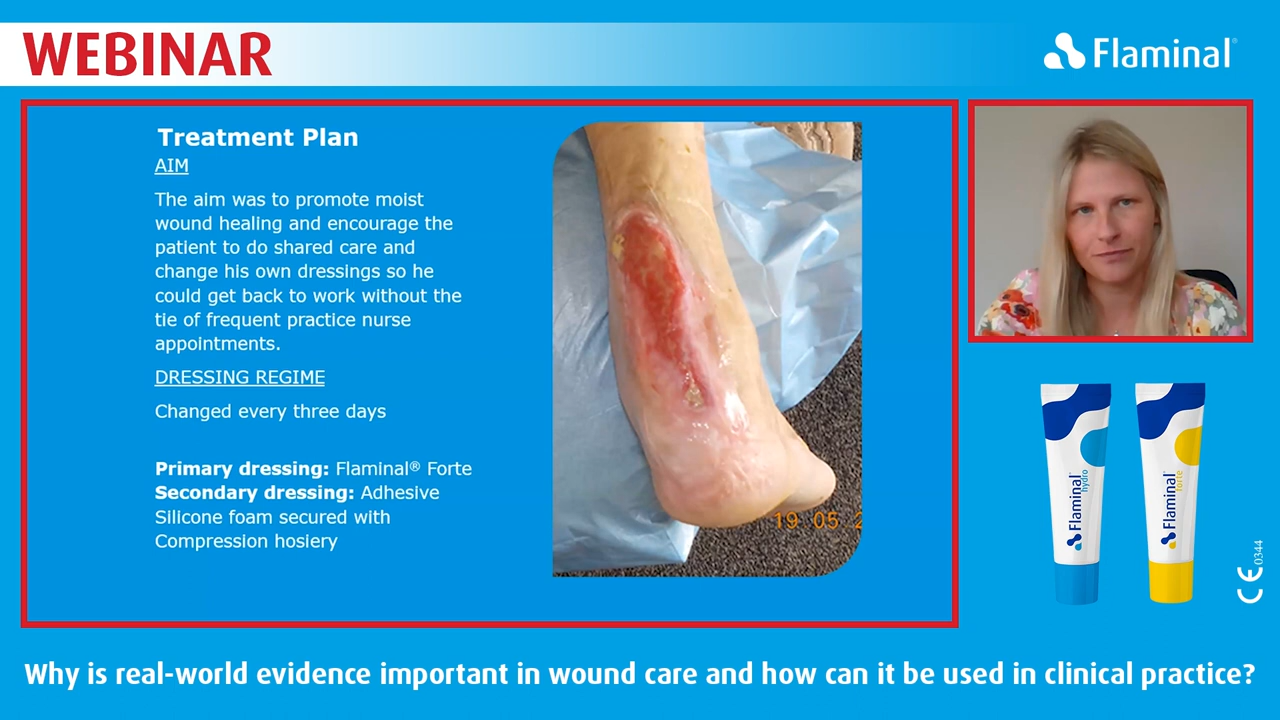 WEBINAR
Flaminal®
Treatment Plan
AIM
The aim was to promote moist
wound healing and encourage the
patient to do shared care and
change his own dressings so he
could get back to work without the
tie of frequent practice nurse
appointments.
DRESSING REGIME
Changed every three days
Primary dressing: Flaminal® Forte
Secondary dressing: Adhesive
Silicone foam secured with
Compression hosiery
19 05 2
Flaminal® hydro
Flaminal® forte
CE 0344
Why is real-world evidence important in wound care and how can it be used in clinical practice?